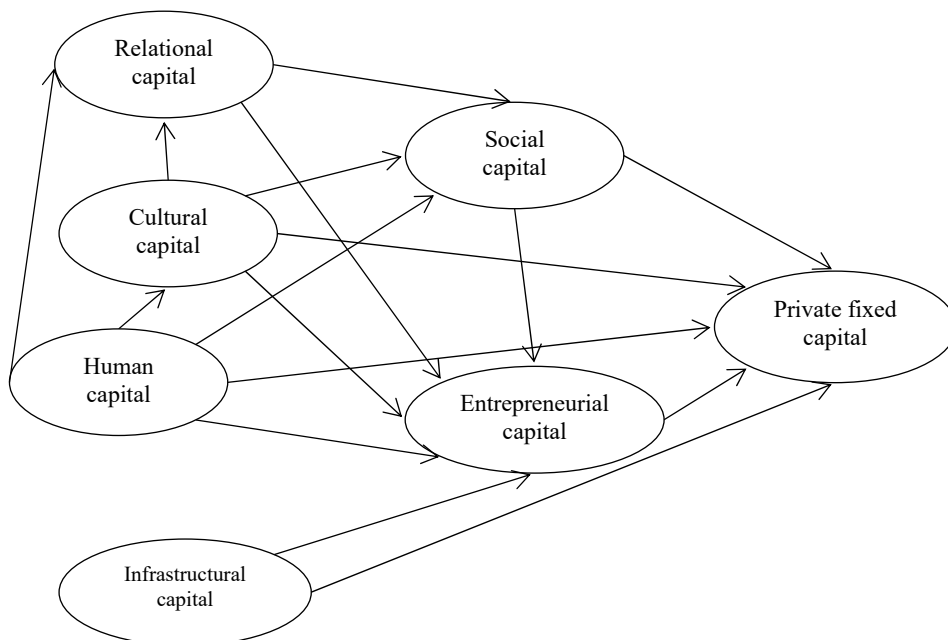 Relational
capital
Social
capital
Cultural
capital
Private fixed
capital
Human
capital
Entrepreneurial
capital
Infrastructural
capital